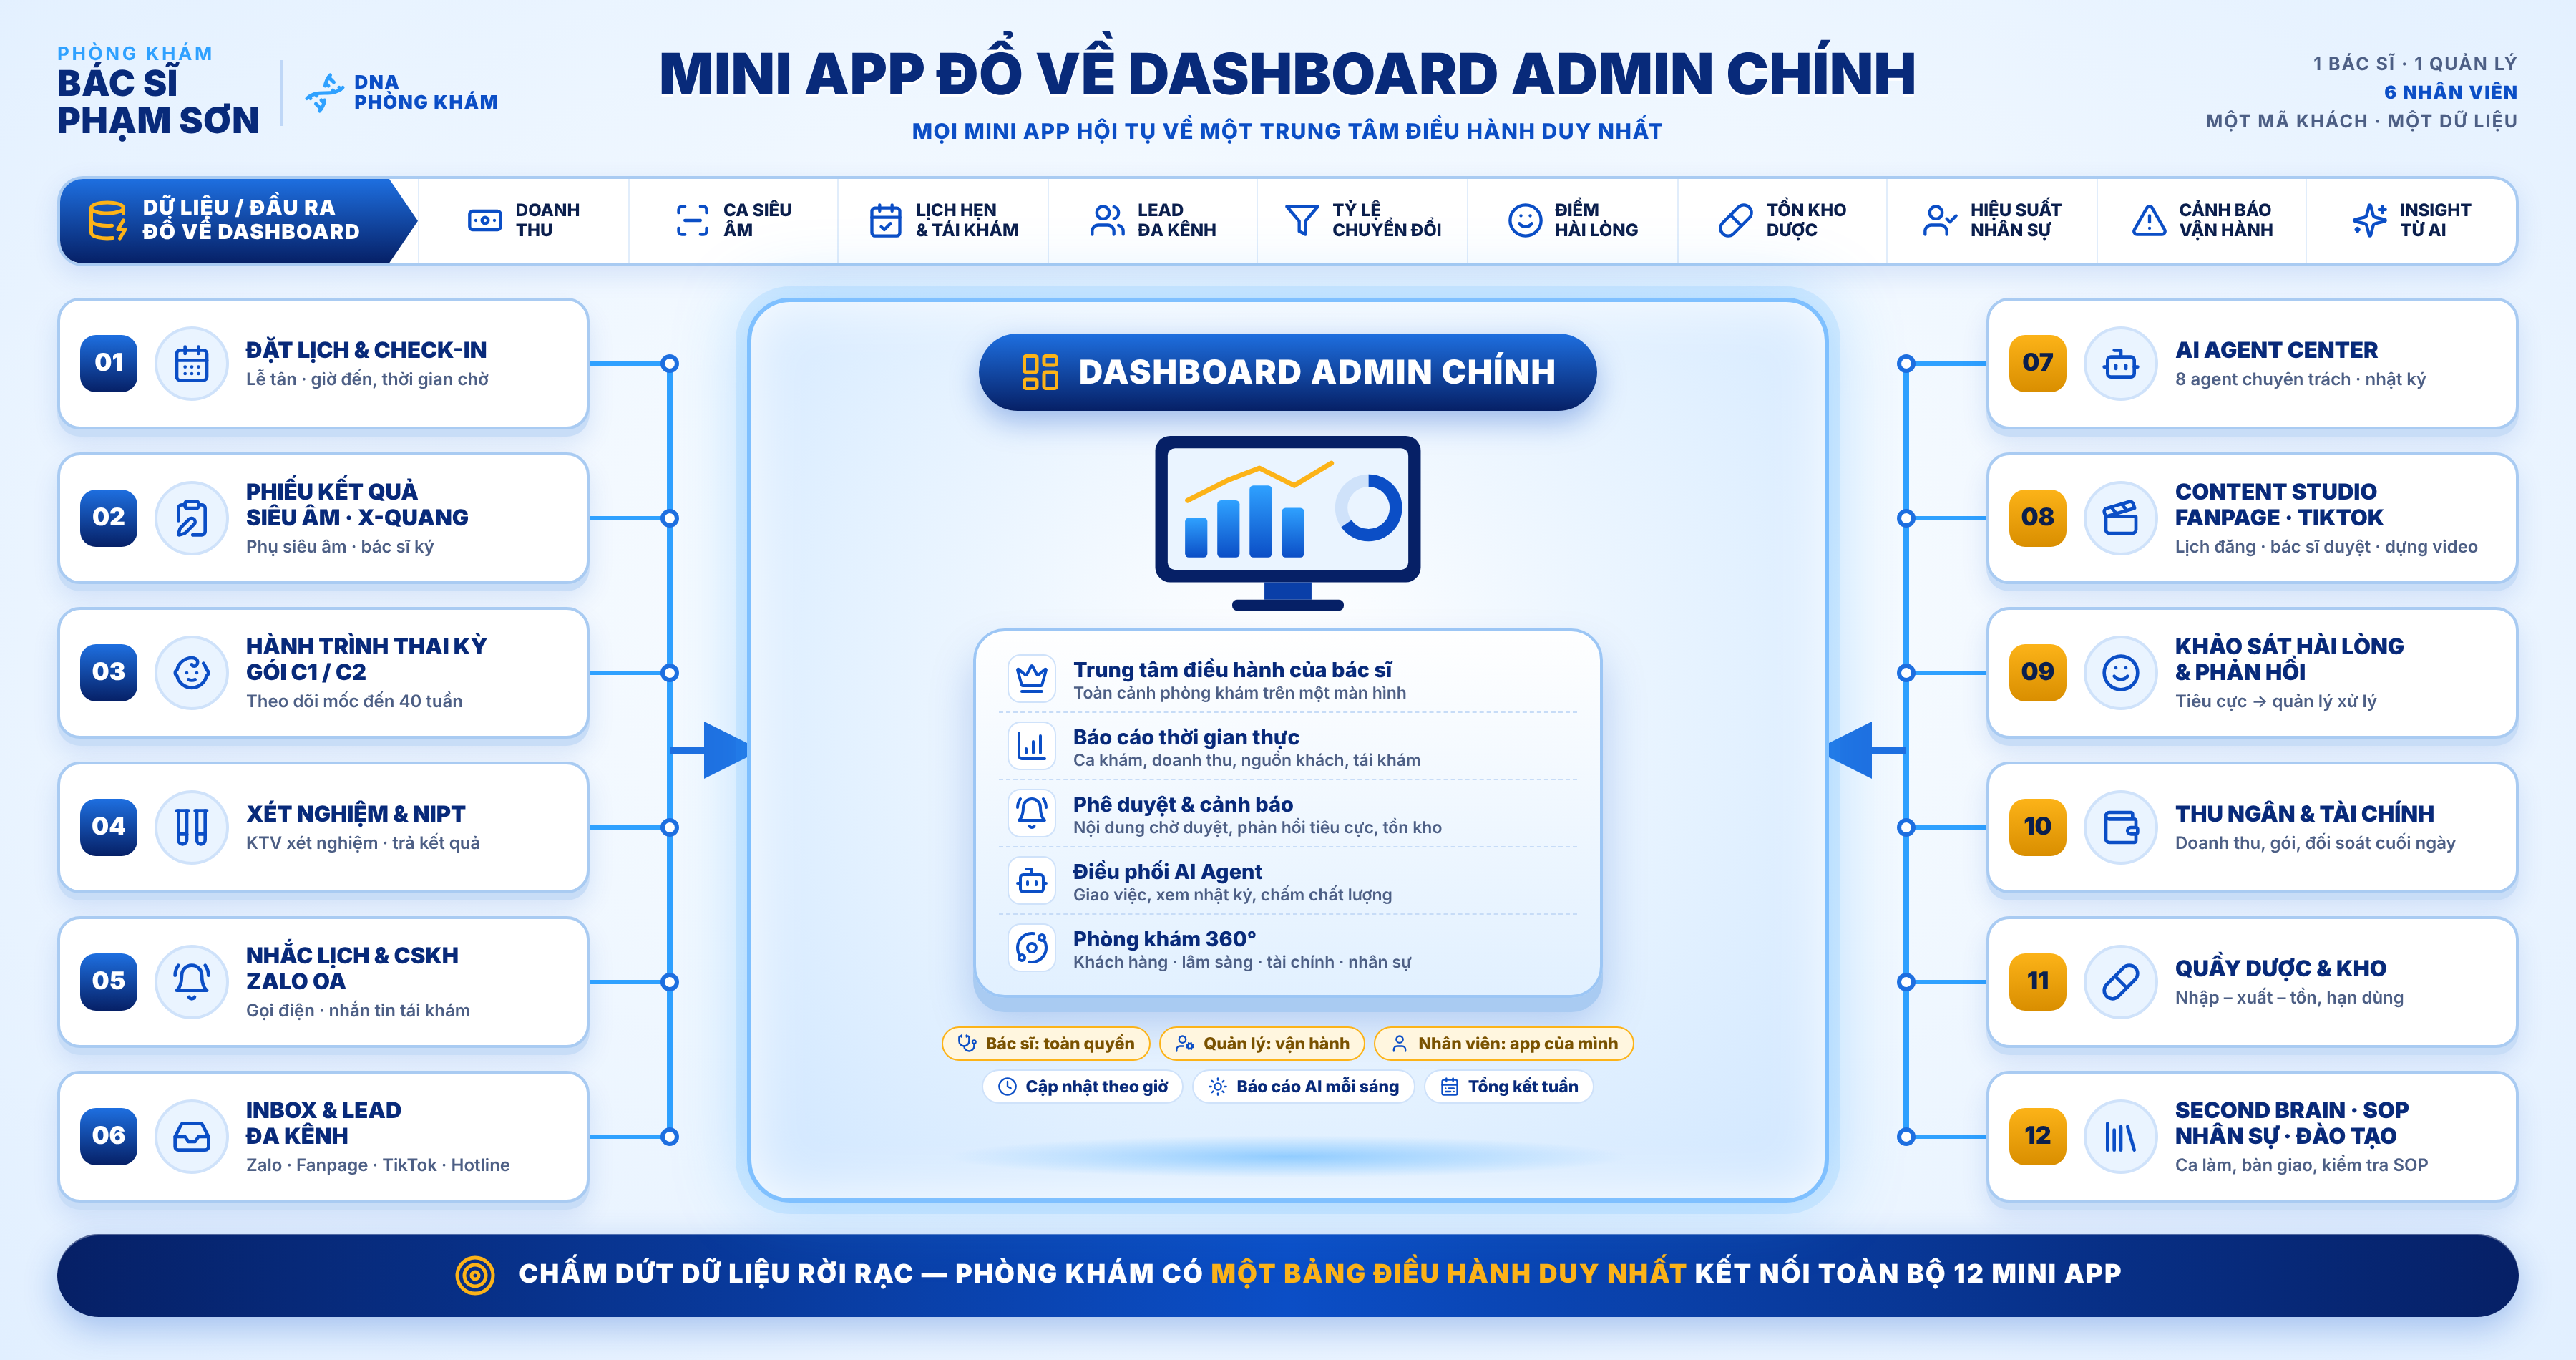 PHÒNG KHÁM
BÁC SĨ
PHẠM SƠN
DNA
PHÒNG KHÁM
MINI APP ĐỔ VỀ DASHBOARD ADMIN CHÍNH
MỌI MINI APP HỘI TỤ VỀ MỘT TRUNG TÂM ĐIỀU HÀNH DUY NHẤT
1 BÁC SĨ · 1 QUẢN LÝ
6 NHÂN VIÊN
MỘT MÃ KHÁCH · MỘT DỮ LIỆU
DỮ LIỆU / ĐẦU RA
ĐỔ VỀ DASHBOARD
DOANH
THU
CA SIÊU
ÂM
LỊCH HẸN
& TÁI KHÁM
LEAD
ĐA KÊNH
TỶ LỆ
CHUYỂN ĐỔI
ĐIỂM
HÀI LÒNG
TỒN KHO
DƯỢC
HIỆU SUẤT
NHÂN SỰ
CẢNH BÁO
VẬN HÀNH
INSIGHT
TỪ AI
01
ĐẶT LỊCH & CHECK-IN
Lễ tân · giờ đến, thời gian chờ
02
PHIẾU KẾT QUẢ
SIÊU ÂM · X-QUANG
Phụ siêu âm · bác sĩ ký
03
HÀNH TRÌNH THAI KỲ
GÓI C1 / C2
Theo dõi mốc đến 40 tuần
04
XÉT NGHIỆM & NIPT
KTV xét nghiệm · trả kết quả
05
NHẮC LỊCH & CSKH
ZALO OA
Gọi điện · nhắn tin tái khám
06
INBOX & LEAD
ĐA KÊNH
Zalo · Fanpage · TikTok · Hotline
DASHBOARD ADMIN CHÍNH
Trung tâm điều hành của bác sĩ
Toàn cảnh phòng khám trên một màn hình
Báo cáo thời gian thực
Ca khám, doanh thu, nguồn khách, tái khám
Phê duyệt & cảnh báo
Nội dung chờ duyệt, phản hồi tiêu cực, tồn kho
Điều phối AI Agent
Giao việc, xem nhật ký, chấm chất lượng
Phòng khám 360°
Khách hàng · lâm sàng · tài chính · nhân sự
Bác sĩ: toàn quyền
Quản lý: vận hành
Nhân viên: app của mình
Cập nhật theo giờ
Báo cáo AI mỗi sáng
Tổng kết tuần
07
AI AGENT CENTER
8 agent chuyên trách · nhật ký
08
CONTENT STUDIO
FANPAGE · TIKTOK
Lịch đăng · bác sĩ duyệt · dựng video
09
KHẢO SÁT HÀI LÒNG
& PHẢN HỒI
Tiêu cực → quản lý xử lý
10
THU NGÂN & TÀI CHÍNH
Doanh thu, gói, đối soát cuối ngày
11
QUẦY DƯỢC & KHO
Nhập – xuất – tồn, hạn dùng
12
SECOND BRAIN · SOP
NHÂN SỰ · ĐÀO TẠO
Ca làm, bàn giao, kiểm tra SOP
CHẤM DỨT DỮ LIỆU RỜI RẠC — PHÒNG KHÁM CÓ MỘT BẢNG ĐIỀU HÀNH DUY NHẤT KẾT NỐI TOÀN BỘ 12 MINI APP